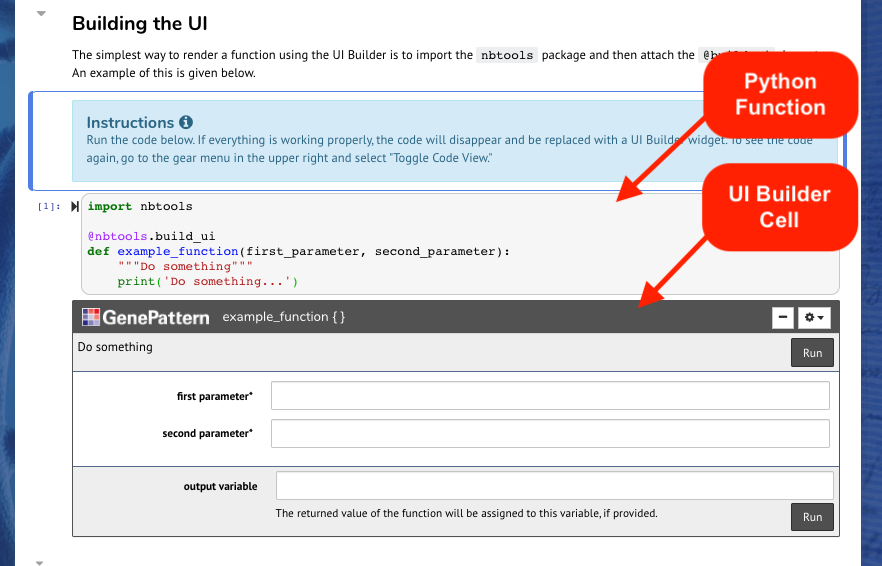 Building the UI
The simplest way to render a function using the UI Builder is to import the nbtools package and then attach the
An example of this is given below.
Python
Function
Instructions
Run the code below. If everything is working properly, the code will disappear and be replaced with a UI Builder widget. To see the code
again, go to the gear menu in the upper right and select "Toggle Code View."
UI Builder
Cell
[1]: import nbtools
@nbtools.build_ui
def example_function(first_parameter, second_parameter):
"""Do something"""
print('Do something...')
GenePattern example_function { }
Do something
Run
first parameter*
second parameter*
output variable
The returned value of the function will be assigned to this variable, if provided.
Run